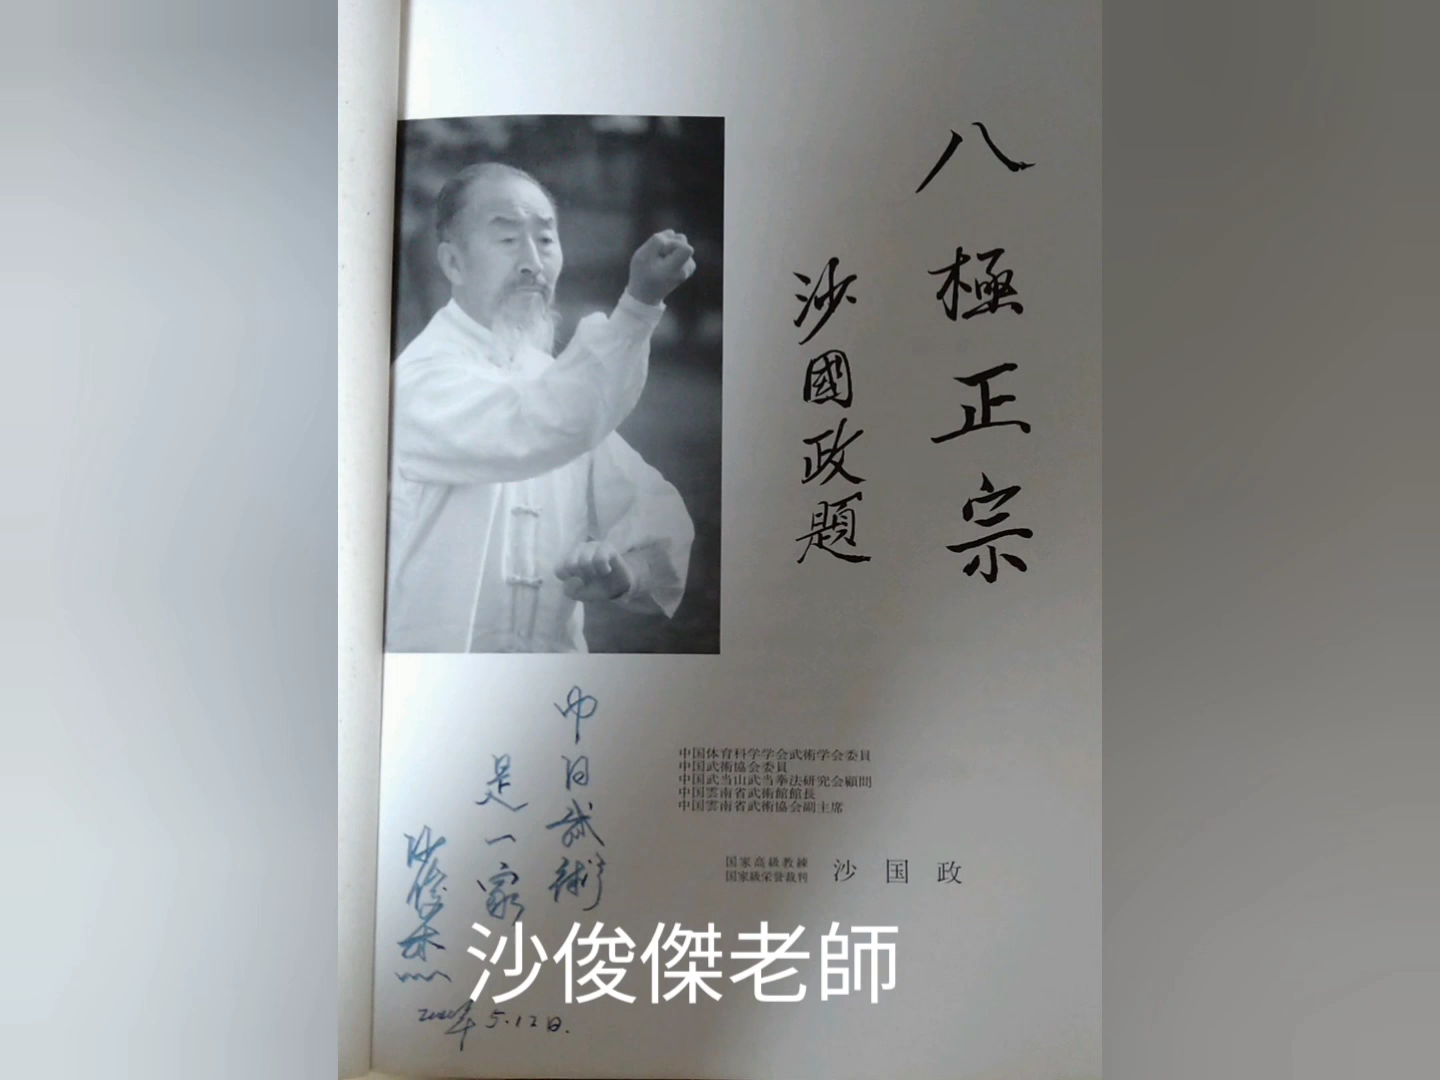 八極正宗
沙國政題
中国体育科学学会武術学会委員
中国武術協会委員
中国武当山武当拳法研究会顧問
中国雲南省武術館館長
中国雲南省武術協会副主席
国家高級教練
国家級栄誉裁判
沙国政
中日武術
是一家
沙俊杰
5.12日.
沙俊傑老師